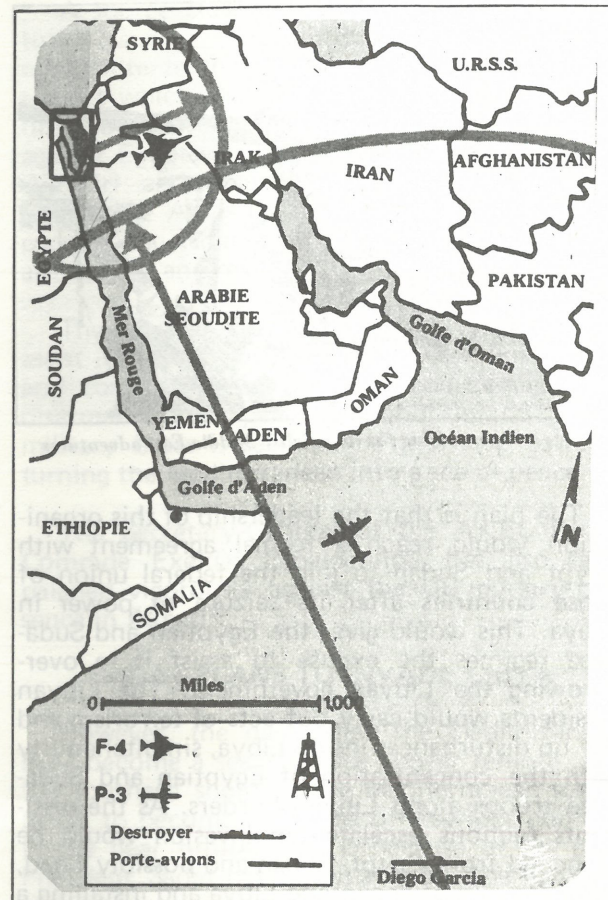 SYRIE
U.R.S.S.
IRAK
IRAN
AFGHANISTAN
EGYPTE
PAKISTAN
ARABIE
SEOUDITE
Mer Rouge
Golfe d'Oman
SOUDAN
OMAN
YEMEN
ADEN
Océan Indien
Golfe d'Aden
ETHIOPIE
N
SOMALIA
Miles
0 1,000
F-4
P-3
Destroyer
Porte-avions
Diego Garcia